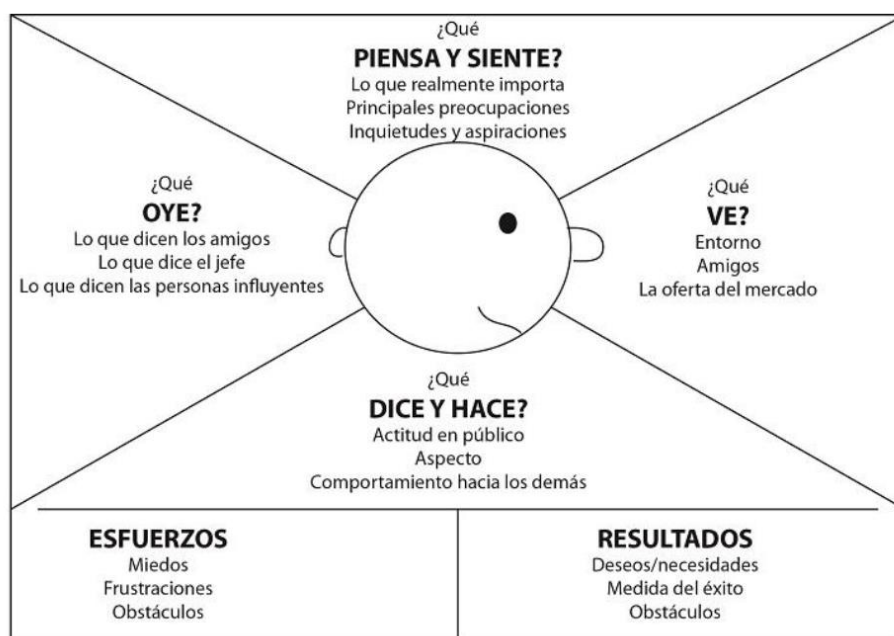 ¿Qué
PIENSA Y SIENTE?
Lo que realmente importa
Principales preocupaciones
Inquietudes y aspiraciones
¿Qué
OYE?
Lo que dicen los amigos
Lo que dice el jefe
Lo que dicen las personas influyentes
¿Qué
VE?
Entorno
Amigos
La oferta del mercado
¿Qué
DICE Y HACE?
Actitud en público
Aspecto
Comportamiento hacia los demás
ESFUERZOS
Miedos
Frustraciones
Obstáculos
RESULTADOS
Deseos/necesidades
Medida del éxito
Obstáculos